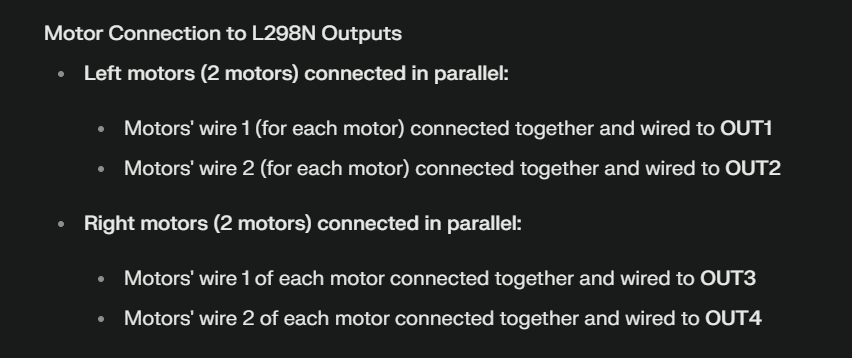 Motor Connection to L298N Outputs
Left motors (2 motors) connected in parallel:
Motors' wire 1 (for each motor) connected together and wired to OUT1
Motors' wire 2 (for each motor) connected together and wired to OUT2
Right motors (2 motors) connected in parallel:
Motors' wire 1 of each motor connected together and wired to OUT3
Motors' wire 2 of each motor connected together and wired to OUT4